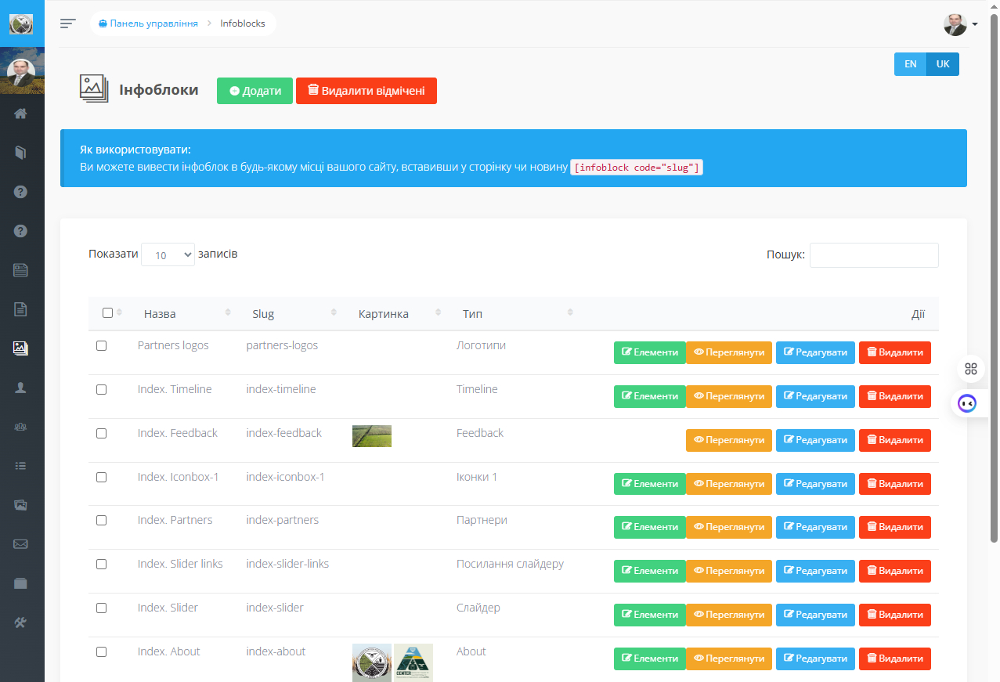 Панель управління > Infoblocks
EN UK
Інфоблоки Додати Видалити відмічені
Як використовувати:
Ви можете вивести інфоблок в будь-якому місці вашого сайту, вставивши у сторінку чи новину [infoblock code="slug"]
Показати 10 записів Пошук:
Назва Slug Картинка Тип Дії
Partners logos partners-logos Логотипи Елементи Переглянути Редагувати Видалити
Index. Timeline index-timeline Timeline Елементи Переглянути Редагувати Видалити
Index. Feedback index-feedback Feedback Переглянути Редагувати Видалити
Index. Iconbox-1 index-iconbox-1 Іконки 1 Елементи Переглянути Редагувати Видалити
Index. Partners index-partners Партнери Елементи Переглянути Редагувати Видалити
Index. Slider links index-slider-links Посилання слайдеру Елементи Переглянути Редагувати Видалити
Index. Slider index-slider Слайдер Елементи Переглянути Редагувати Видалити
Index. About index-about About Елементи Переглянути Редагувати Видалити
CENTER